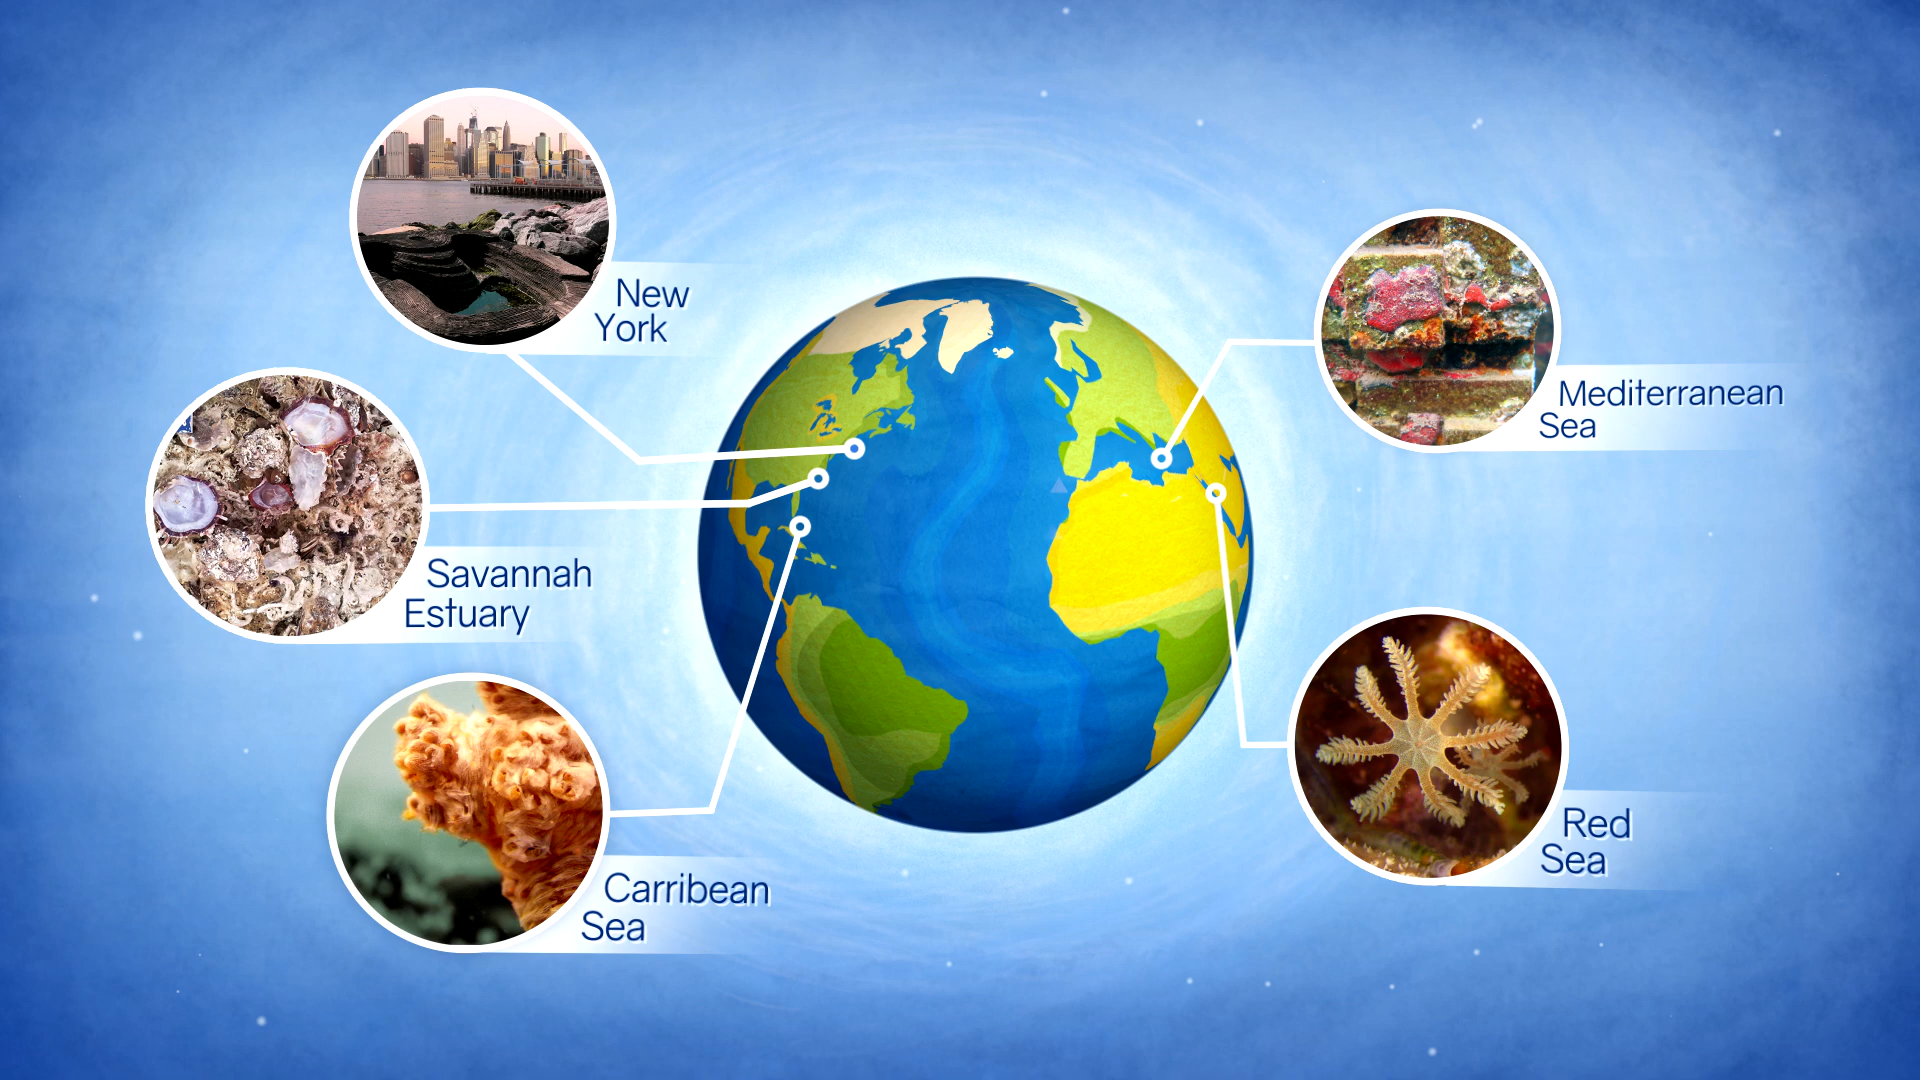 New
York
Mediterranean
Sea
Savannah
Estuary
Red
Sea
Carribean
Sea